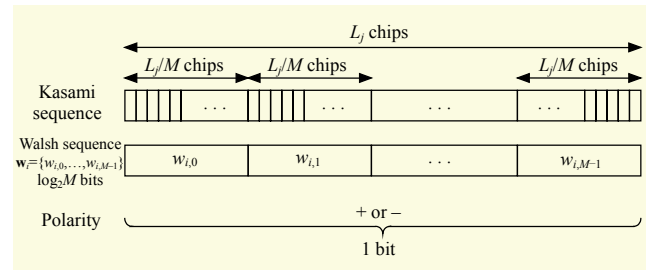 L_j chips
L_j/M chips L_j/M chips L_j/M chips
Kasami
sequence
. . . . . . . . . . . .
Walsh sequence
w_i={w_i,0,…,w_i,M–1}
log_2M bits
w_i,0 w_i,1 . . . w_i,M–1
Polarity
+ or –
1 bit